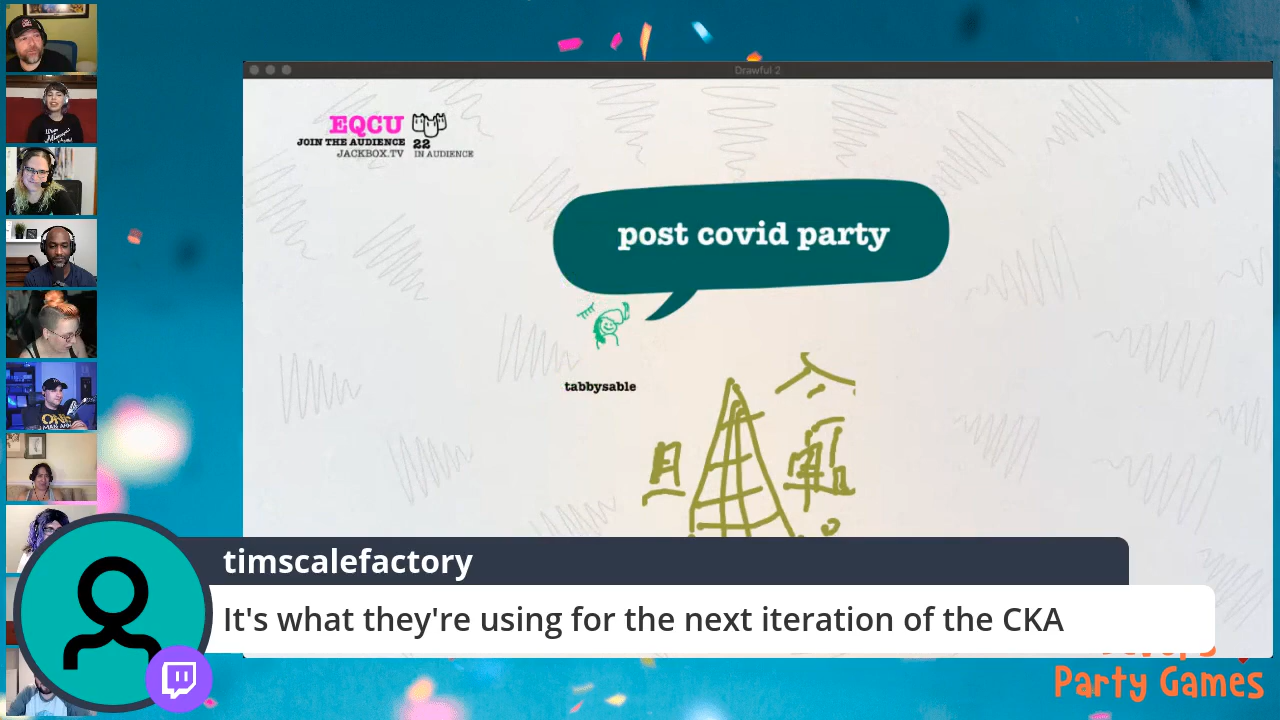 Drawful 2
EQCU
JOIN THE AUDIENCE 22
JACKBOX.TV IN AUDIENCE
post covid party
tabbysable
timscalefactory
It's what they're using for the next iteration of the CKA
Party Games